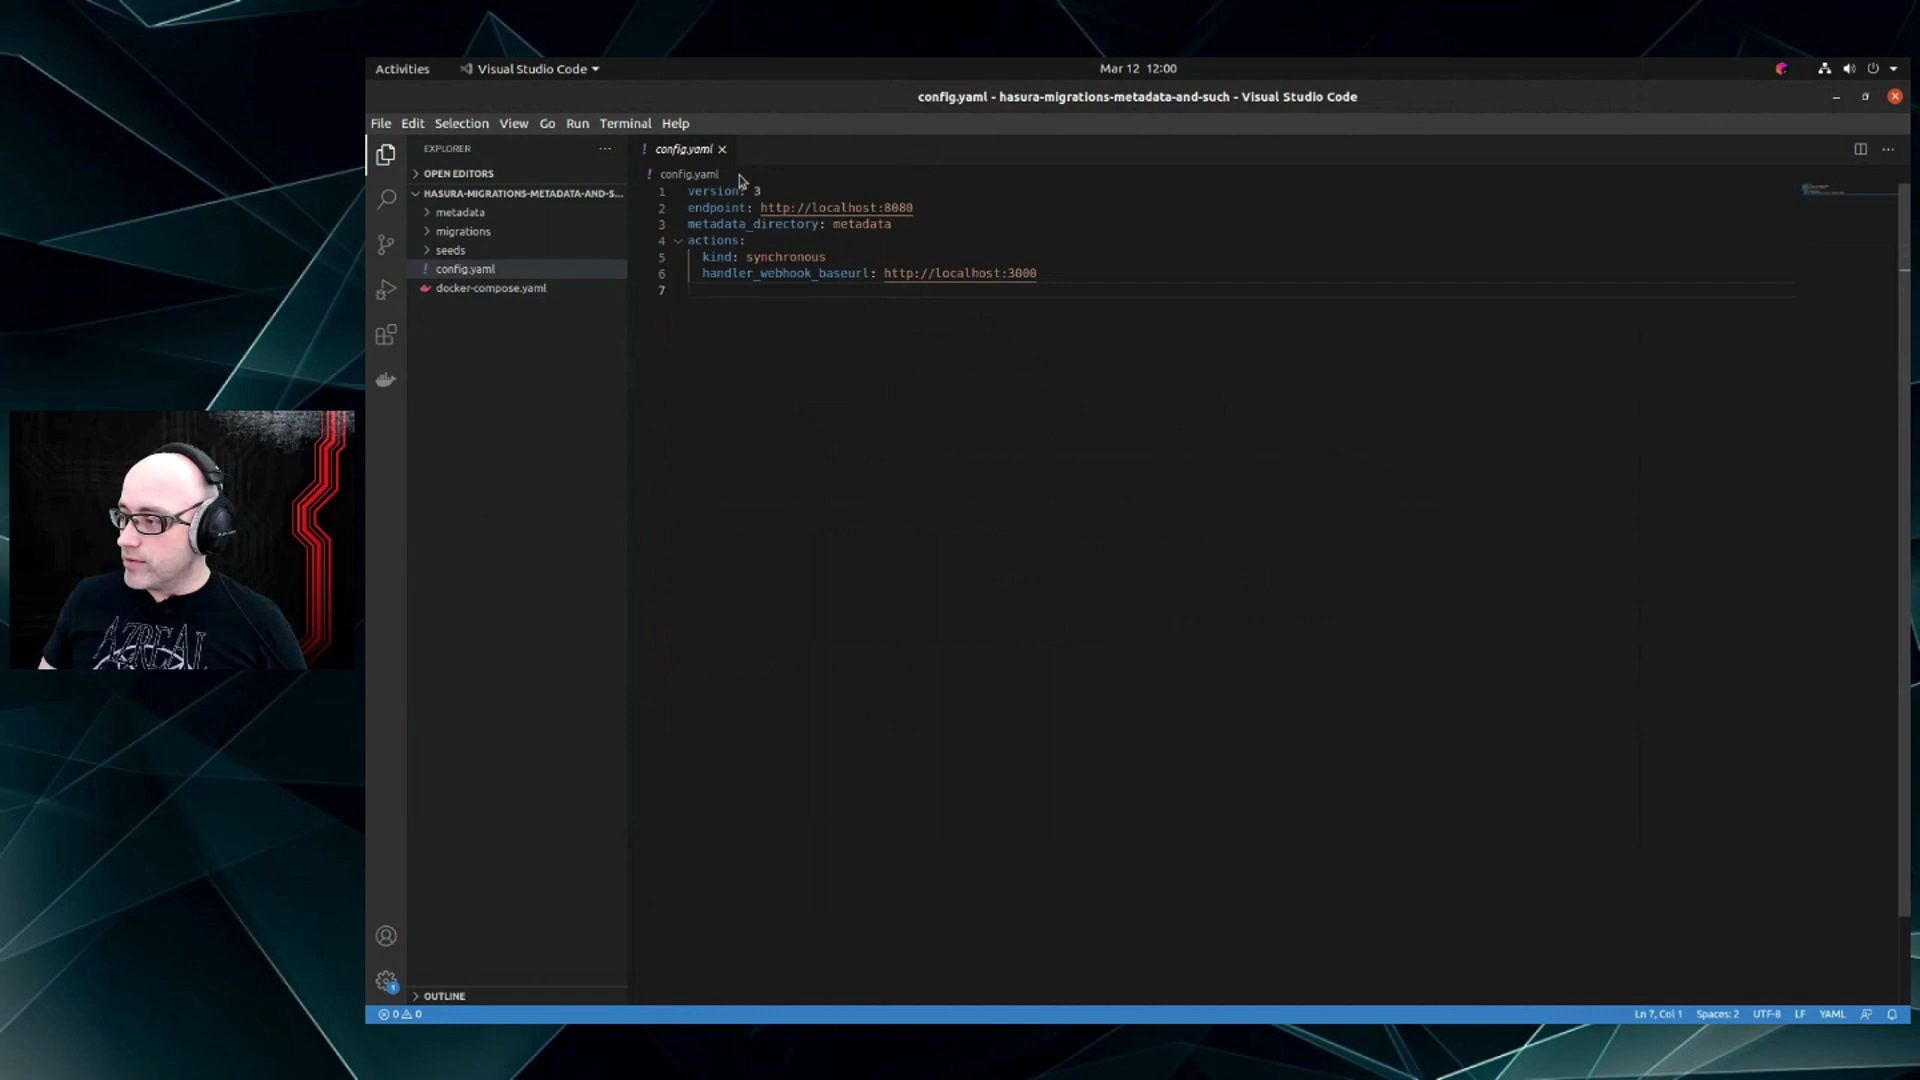 Activities
Visual Studio Code
Mar 12 12:00
config.yaml - hasura-migrations-metadata-and-such - Visual Studio Code
File Edit Selection View Go Run Terminal Help
EXPLORER
OPEN EDITORS
HASURA-MIGRATIONS-METADATA-AND-S...
metadata
migrations
seeds
! config.yaml
docker-compose.yaml
OUTLINE
! config.yaml
! config.yaml
1 version: 3
2 endpoint: http://localhost:8080
3 metadata_directory: metadata
4 actions:
5 kind: synchronous
6 handler_webhook_baseurl: http://localhost:3000
7
AZREAL
0 0
Ln 7, Col 1 Spaces: 2 UTF-8 LF YAML